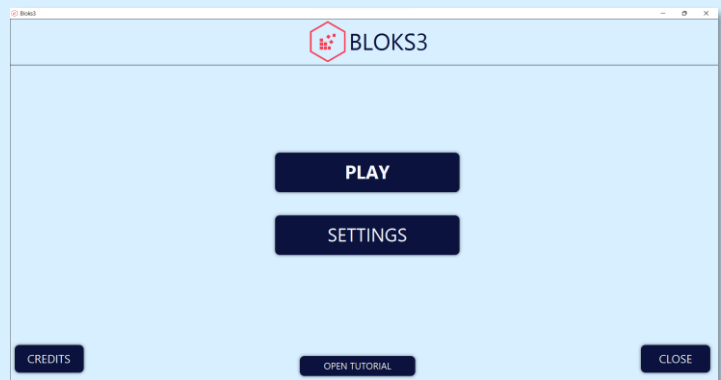 Bloks3
BLOKS3
PLAY
SETTINGS
CREDITS
OPEN TUTORIAL
CLOSE